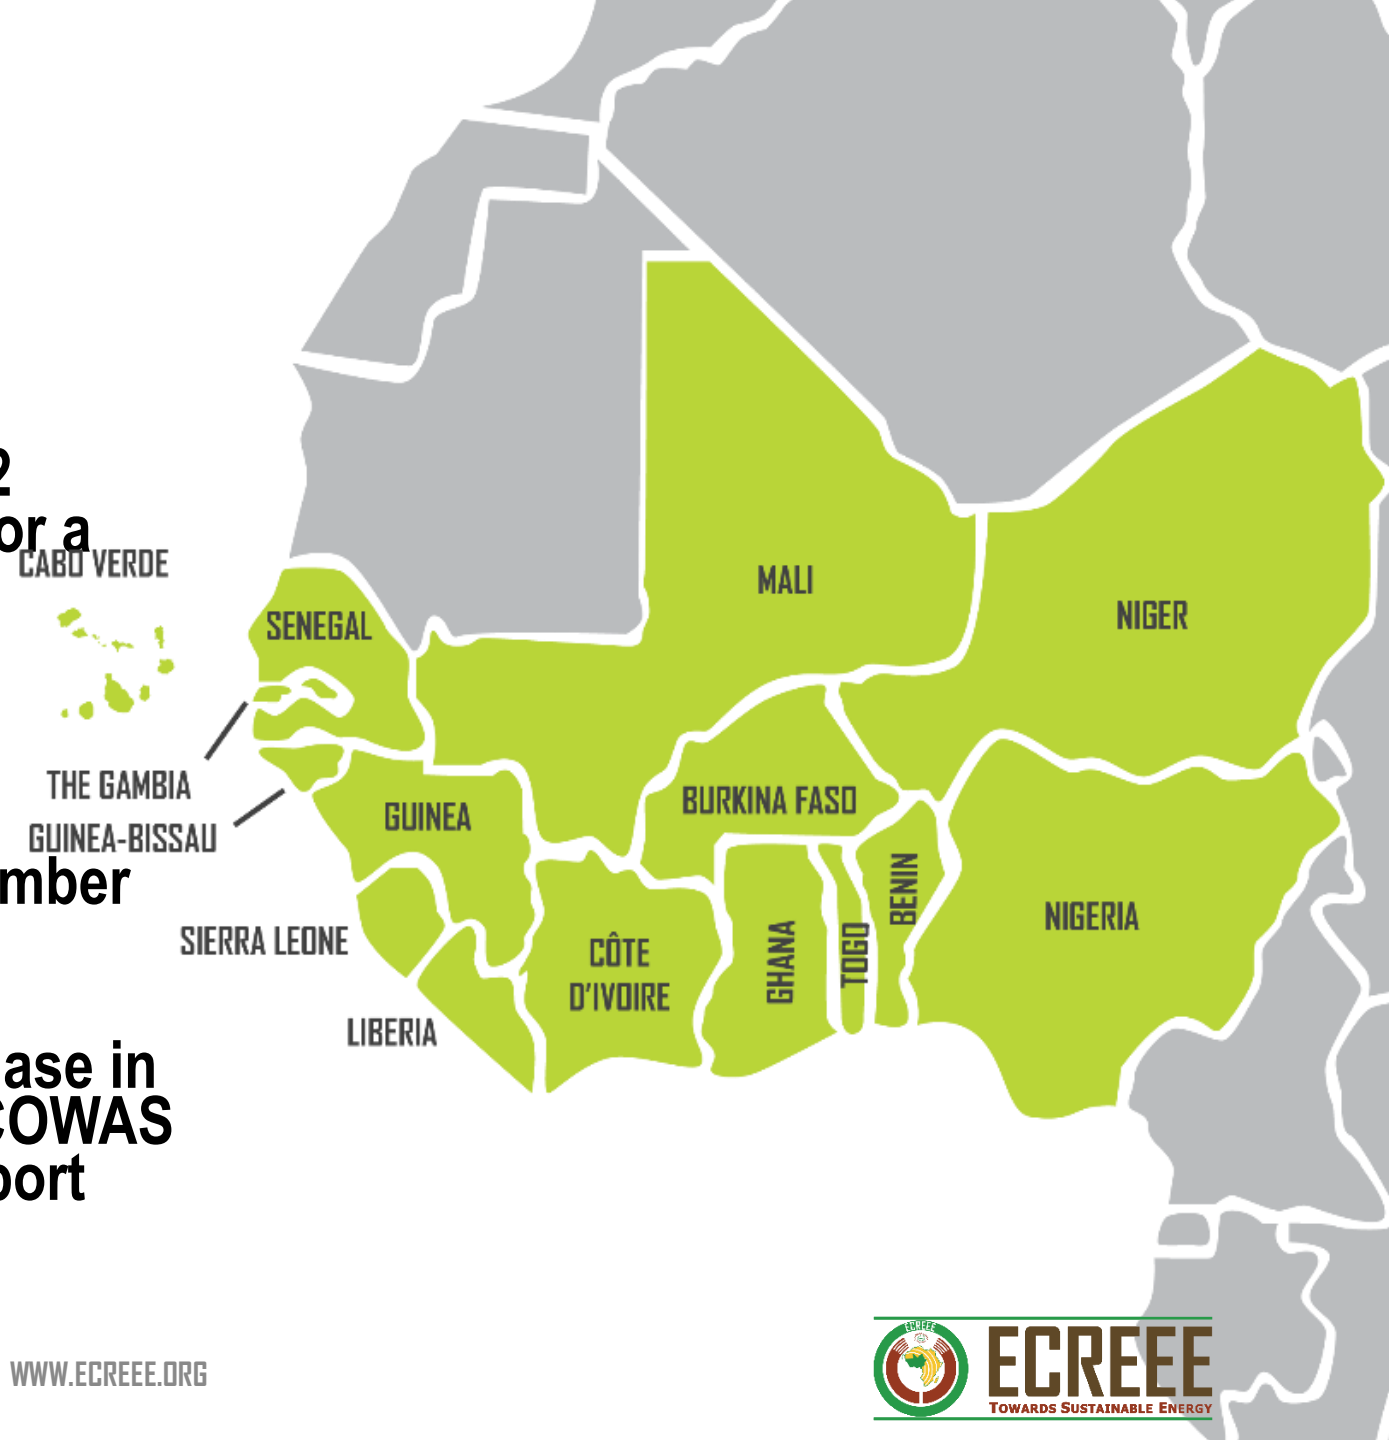 2
or a
CABO VERDE
MALI
NIGER
SENEGAL
THE GAMBIA
BURKINA FASO
GUINEA
GUINEA-BISSAU
mber
BENIN
NIGERIA
SIERRA LEONE
CÔTE
D'IVOIRE
GHANA
TOGO
LIBERIA
ase in
COWAS
port
ECREEE
ECREEE
TOWARDS SUSTAINABLE ENERGY
WWW.ECREEE.ORG